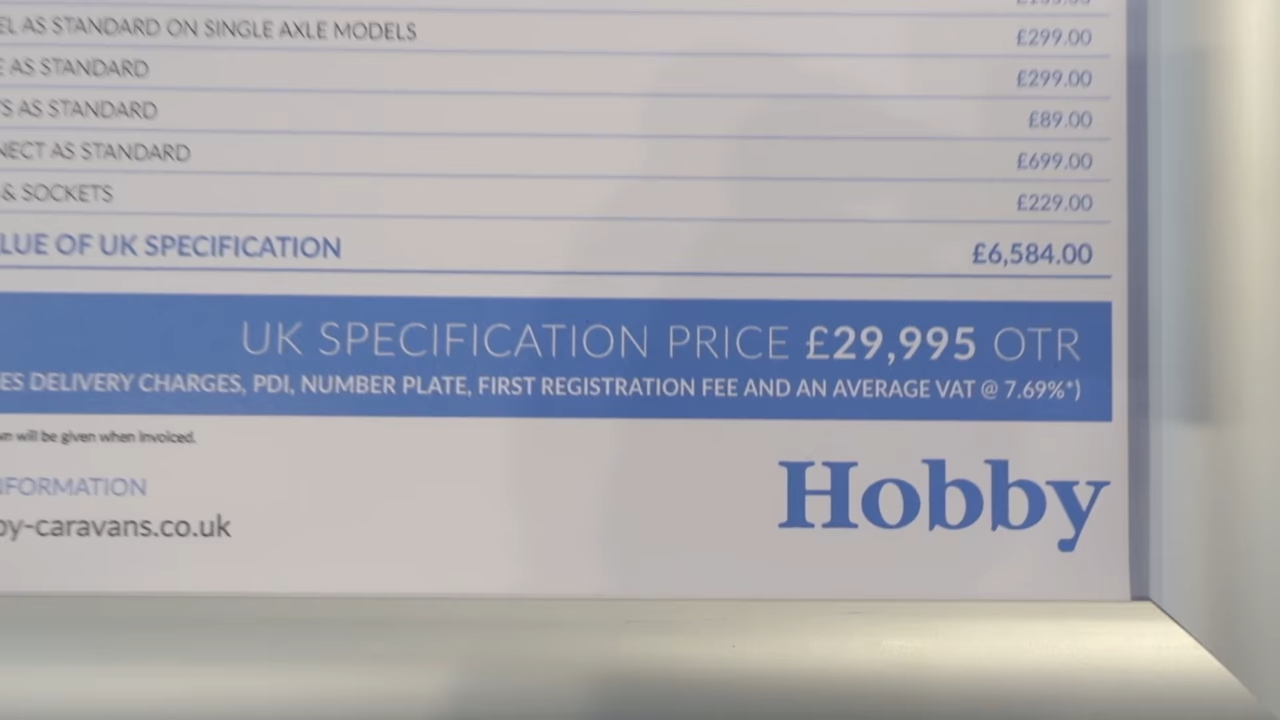 EL AS STANDARD ON SINGLE AXLE MODELS £299.00
E AS STANDARD £299.00
S AS STANDARD £89.00
NECT AS STANDARD £699.00
& SOCKETS £229.00
LUE OF UK SPECIFICATION £6,584.00
UK SPECIFICATION PRICE £29,995 OTR
ES DELIVERY CHARGES, PDI, NUMBER PLATE, FIRST REGISTRATION FEE AND AN AVERAGE VAT @ 7.69%*)
will be given when invoiced.
FORMATION
by-caravans.co.uk
Hobby